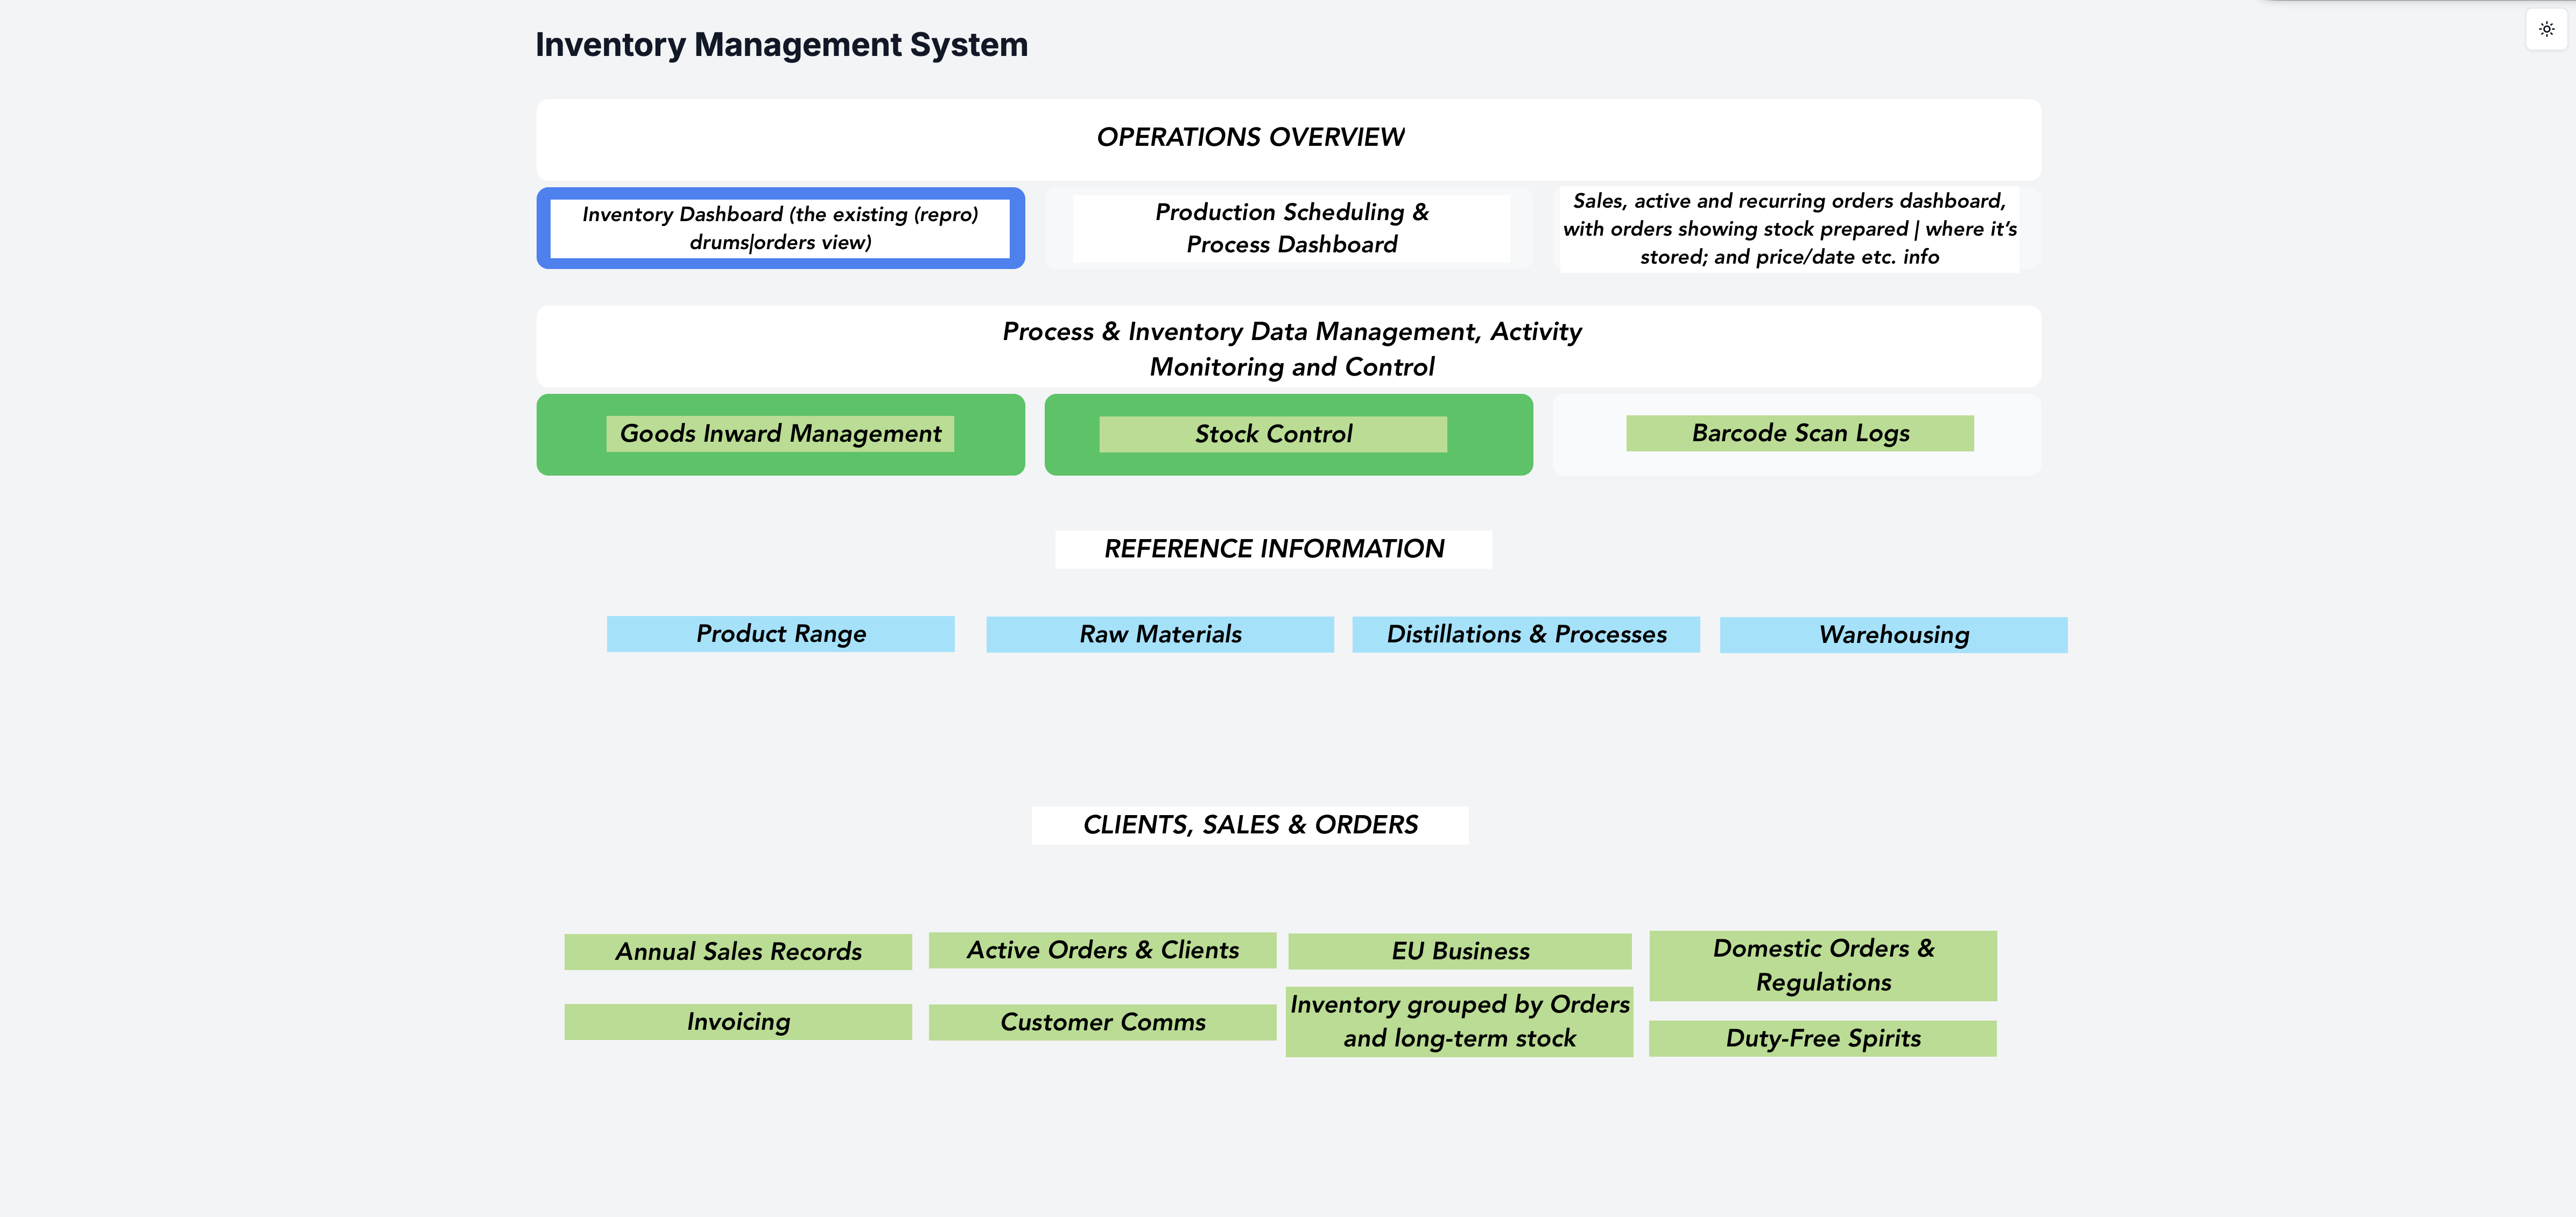 Inventory Management System
OPERATIONS OVERVIEW
Inventory Dashboard (the existing (repro)
drums|orders view)
Production Scheduling &
Process Dashboard
Sales, active and recurring orders dashboard,
with orders showing stock prepared | where it’s
stored; and price/date etc. info
Process & Inventory Data Management, Activity
Monitoring and Control
Goods Inward Management
Stock Control
Barcode Scan Logs
REFERENCE INFORMATION
Product Range
Raw Materials
Distillations & Processes
Warehousing
CLIENTS, SALES & ORDERS
Annual Sales Records
Active Orders & Clients
EU Business
Domestic Orders &
Regulations
Invoicing
Customer Comms
Inventory grouped by Orders
and long-term stock
Duty-Free Spirits